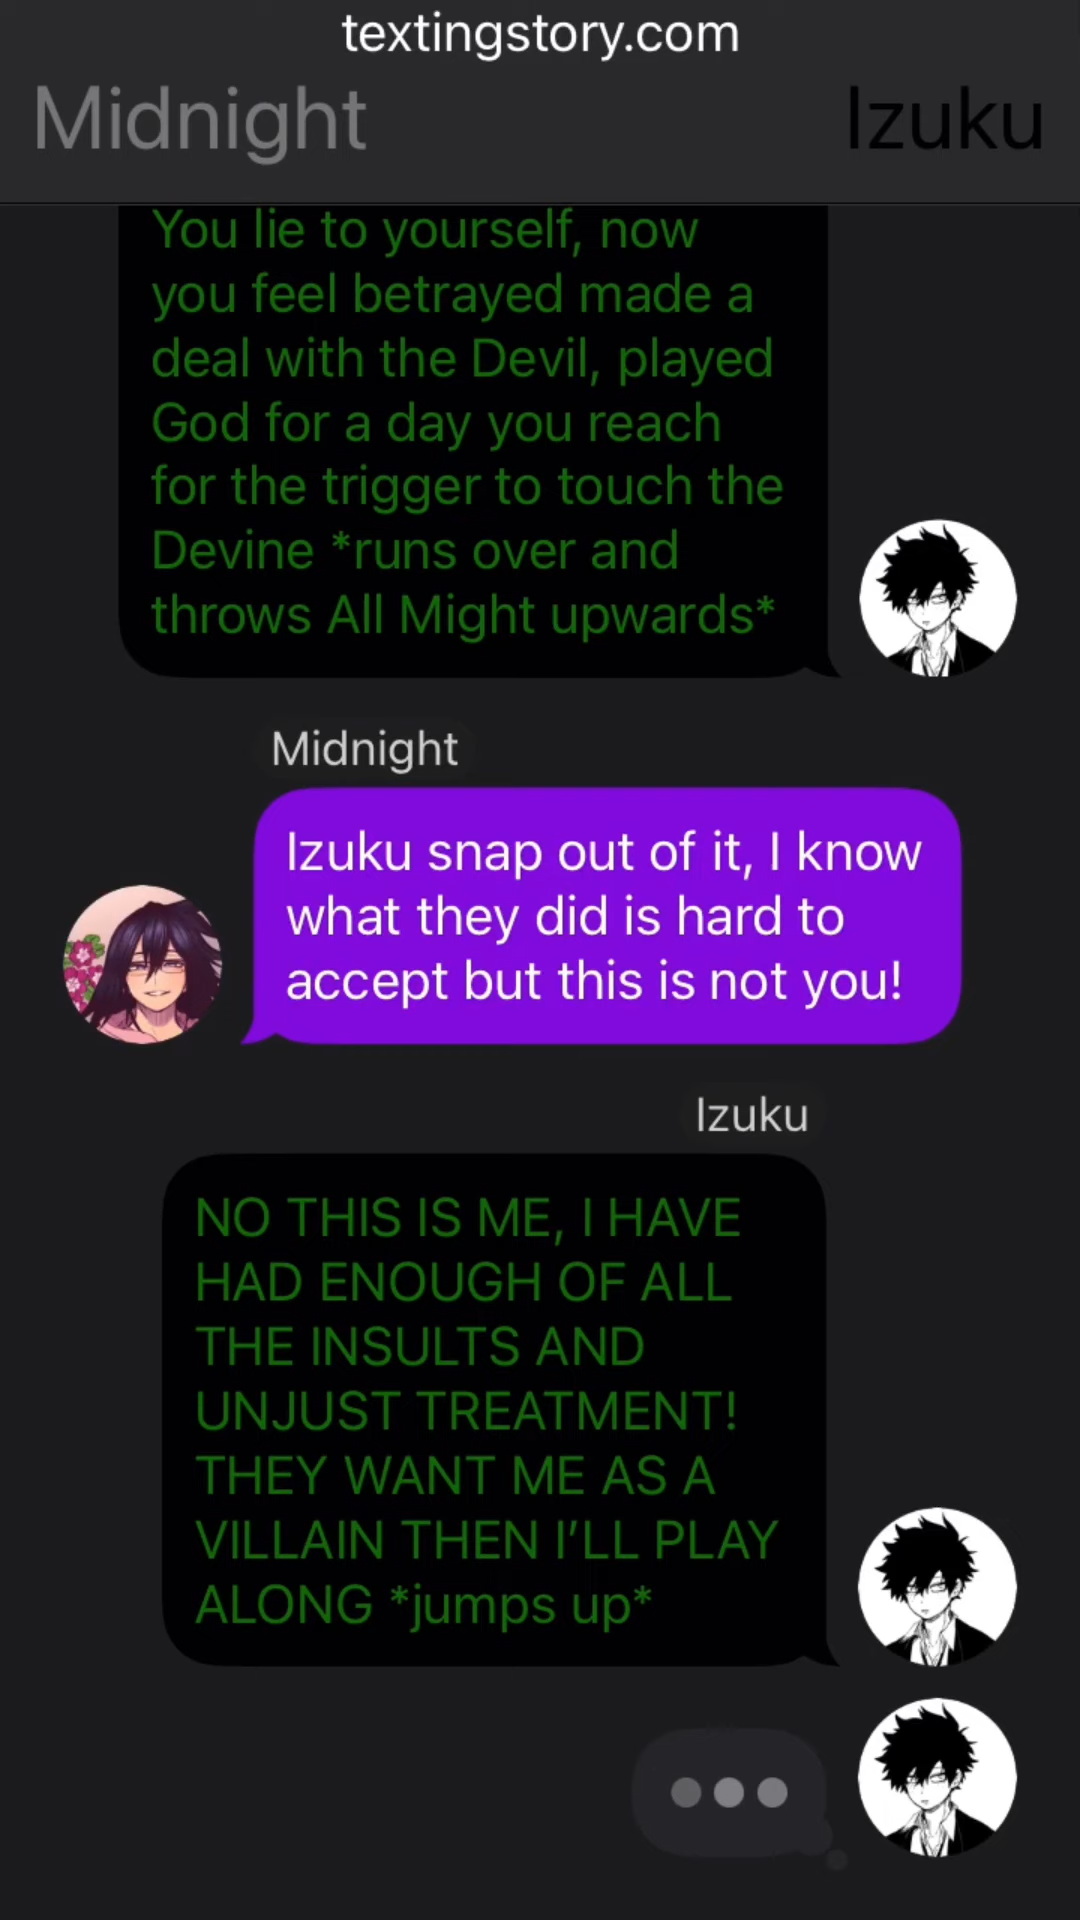 textingstory.com
Midnight Izuku
You lie to yourself, now
you feel betrayed made a
deal with the Devil, played
God for a day you reach
for the trigger to touch the
Devine *runs over and
throws All Might upwards*
Midnight
Izuku snap out of it, I know
what they did is hard to
accept but this is not you!
Izuku
NO THIS IS ME, I HAVE
HAD ENOUGH OF ALL
THE INSULTS AND
UNJUST TREATMENT!
THEY WANT ME AS A
VILLAIN THEN I’LL PLAY
ALONG *jumps up*